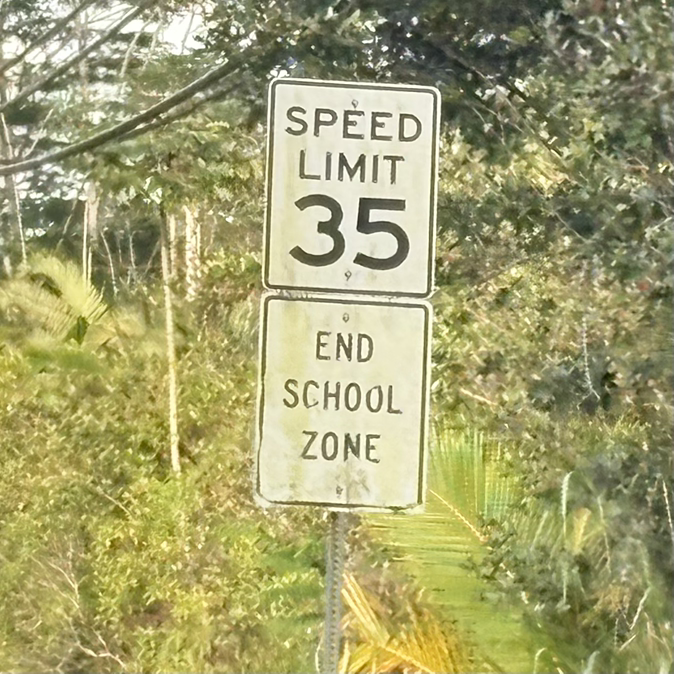 SPEED
LIMIT
35
END
SCHOOL
ZONE